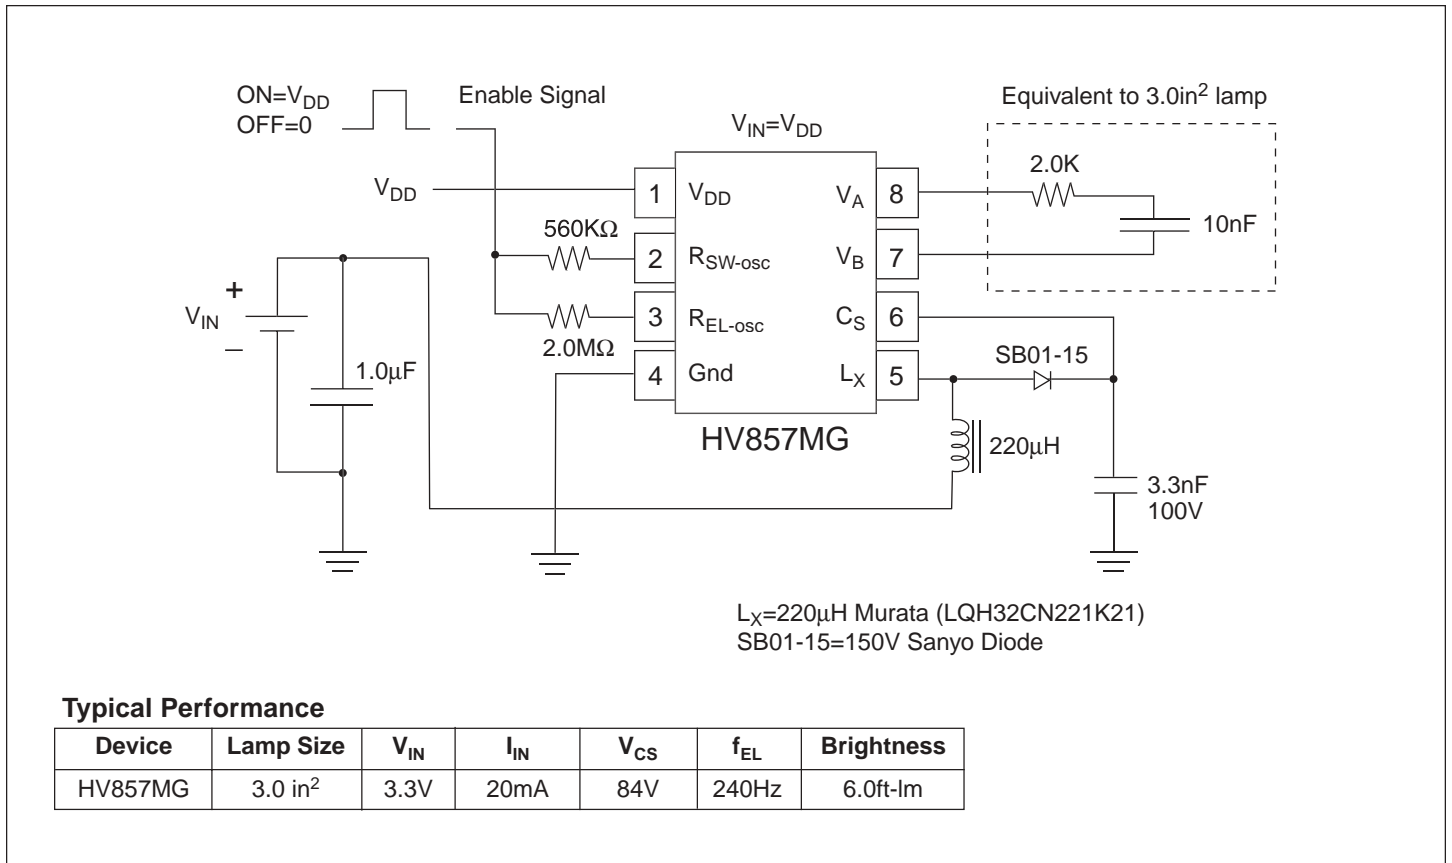 ON=VDD
OFF=0
Enable Signal
VIN=VDD
Equivalent to 3.0in2 lamp
VDD
1 VDD
VA 8
2.0K
10nF
560KΩ
2 RSW-osc
VB 7
2.0MΩ
3 REL-osc
CS 6
4 Gnd
LX 5
SB01-15
HV857MG
+
VIN
–
1.0µF
220µH
3.3nF
100V
LX=220µH Murata (LQH32CN221K21)
SB01-15=150V Sanyo Diode
Typical Performance
Device Lamp Size VIN IIN VCS fEL Brightness
HV857MG 3.0 in2 3.3V 20mA 84V 240Hz 6.0ft-lm